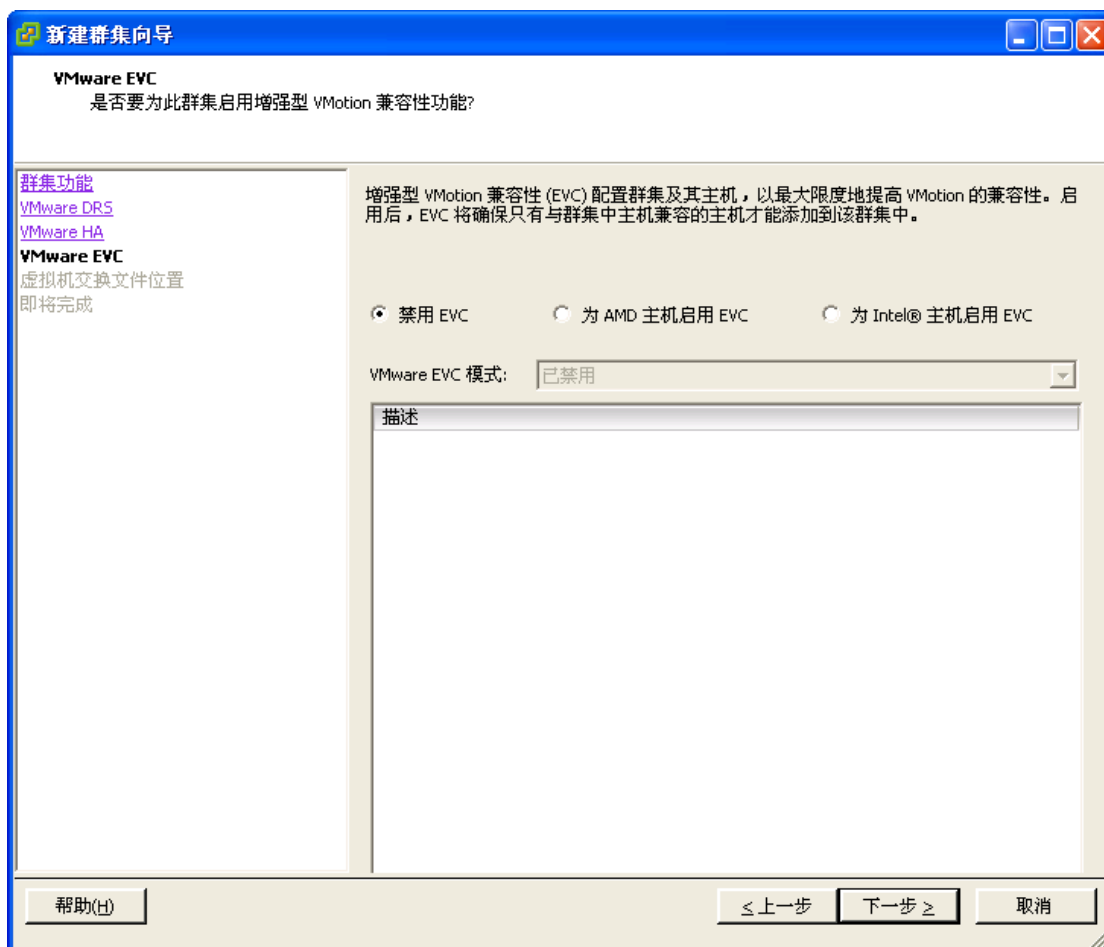 新建群集向导
VMware EVC
是否要为此群集启用增强型 VMotion 兼容性功能?
群集功能
VMware DRS
VMware HA
VMware EVC
虚拟机交换文件位置
即将完成
增强型 VMotion 兼容性 (EVC) 配置群集及其主机，以最大限度地提高 VMotion 的兼容性。启
用后，EVC 将确保只有与群集中主机兼容的主机才能添加到该群集中。
禁用 EVC 为 AMD 主机启用 EVC 为 Intel® 主机启用 EVC
VMware EVC 模式: 已禁用
描述
帮助(H) ≤上一步 下一步 ≥ 取消